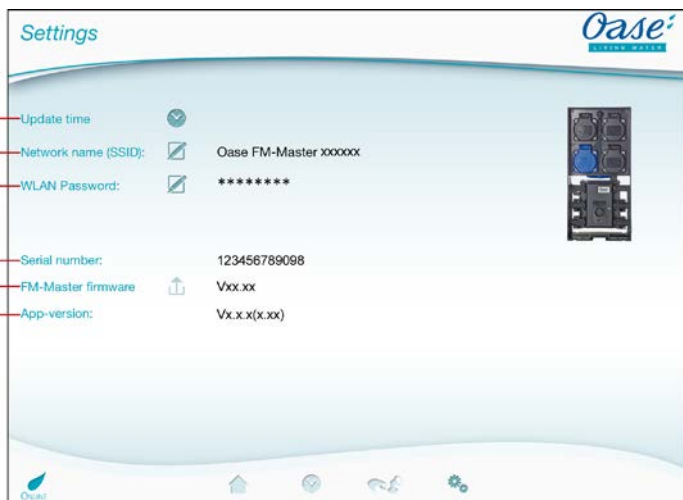 Settings
Oase
LIVING WATER
Update time
Network name (SSID): Oase FM-Master xxxxxx
WLAN Password: ********
Serial number: 123456789098
FM-Master firmware Vxx.xx
App-version: Vx.x.x(x.xx)